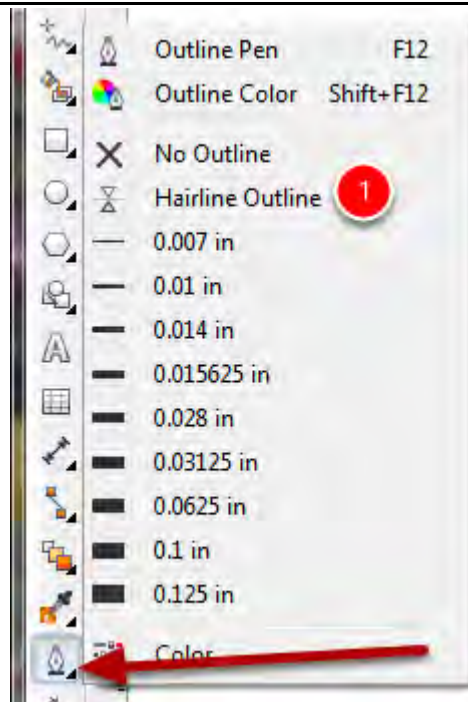 Outline Pen F12
Outline Color Shift+F12
No Outline
Hairline Outline 1
0.007 in
0.01 in
0.014 in
0.015625 in
0.028 in
0.03125 in
0.0625 in
0.1 in
0.125 in
Color